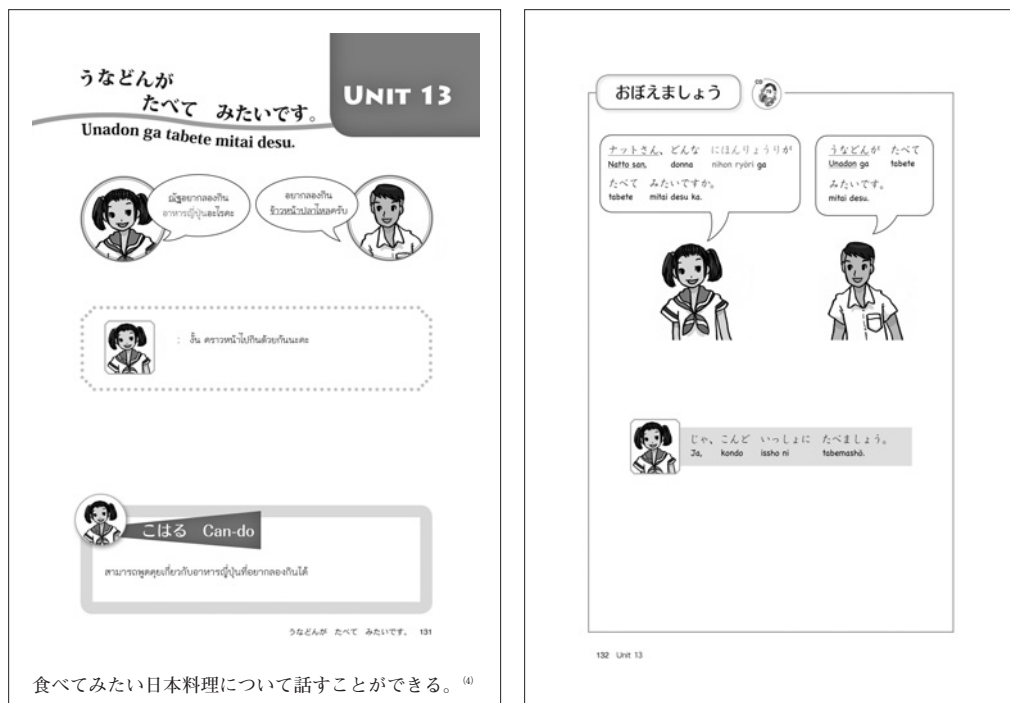 うなどんが
たべて みたいです。
Unadon ga tabete mitai desu.
UNIT 13
ณัฐอยากลองกิน
อาหารญี่ปุ่นอะไรคะ
อยากลองกิน
ข้าวหน้าปลาไหลครับ
: งั้น คราวหน้าไปกินด้วยกันนะคะ
こはる Can-do
สามารถพูดคุยเกี่ยวกับอาหารญี่ปุ่นที่อยากลองกินได้
うなどんが たべて みたいです。 131
食べてみたい日本料理について話すことができる。(4)
おぼえましょう
CD
ナットさん、どんな にほんりょうりが
Natto san, donna nihon ryōri ga
たべて みたいですか。
tabete mitai desu ka.
うなどんが たべて
Unadon ga tabete
みたいです。
mitai desu.
じゃ、こんど いっしょに たべましょう。
Ja, kondo issho ni tabemashō.
132 Unit 13